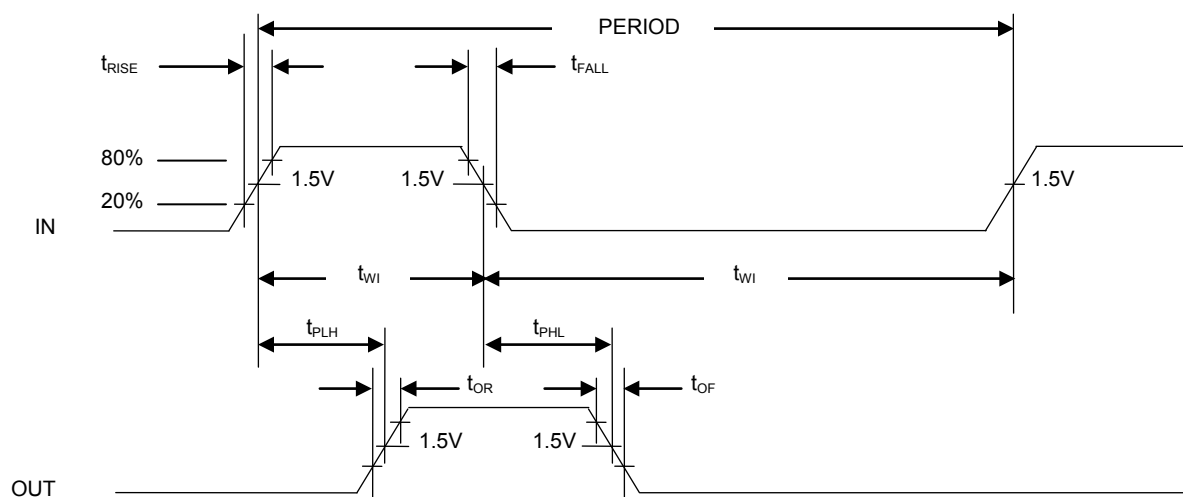 PERIOD
tRISE
tFALL
80%
1.5V
1.5V
1.5V
20%
IN
tWI
tWI
tPLH
tPHL
tOR
tOF
1.5V
1.5V
OUT